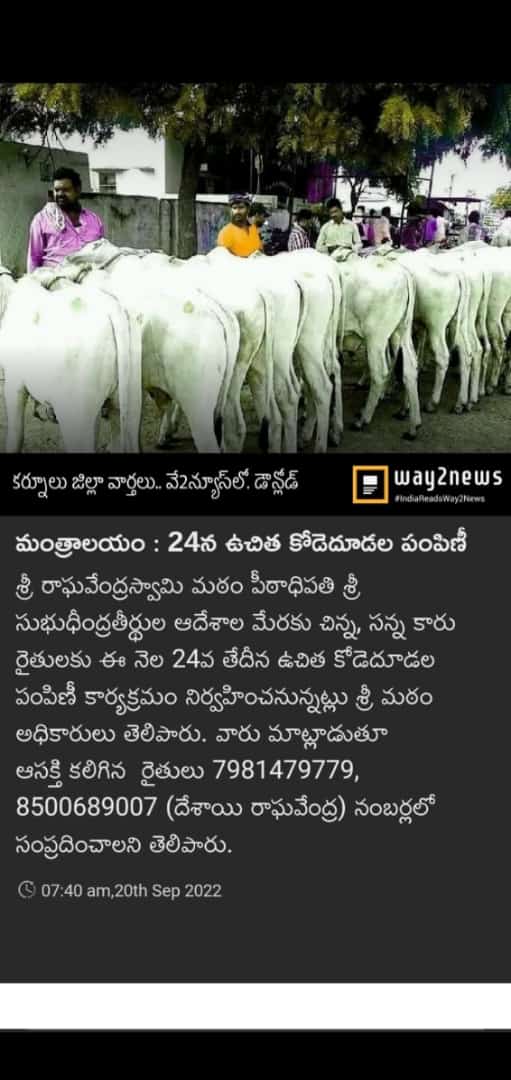 కర్నూలు జిల్లా వార్తలు.. వే2న్యూస్‌లో. డౌన్లోడ్
way2news
#IndiaReadsWay2News
మంత్రాలయం : 24న ఉచిత కోడెదూడల పంపిణీ
శ్రీ రాఘవేంద్రస్వామి మఠం పీఠాధిపతి శ్రీ
సుభుధీంద్రతీర్థుల ఆదేశాల మేరకు చిన్న, సన్న కారు
రైతులకు ఈ నెల 24వ తేదీన ఉచిత కోడెదూడల
పంపిణీ కార్యక్రమం నిర్వహించనున్నట్లు శ్రీ మఠం
అధికారులు తెలిపారు. వారు మాట్లాడుతూ
ఆసక్తి కలిగిన రైతులు 7981479779,
8500689007 (దేశాయి రాఘవేంద్ర) నంబర్లలో
సంప్రదించాలని తెలిపారు.
07:40 am,20th Sep 2022